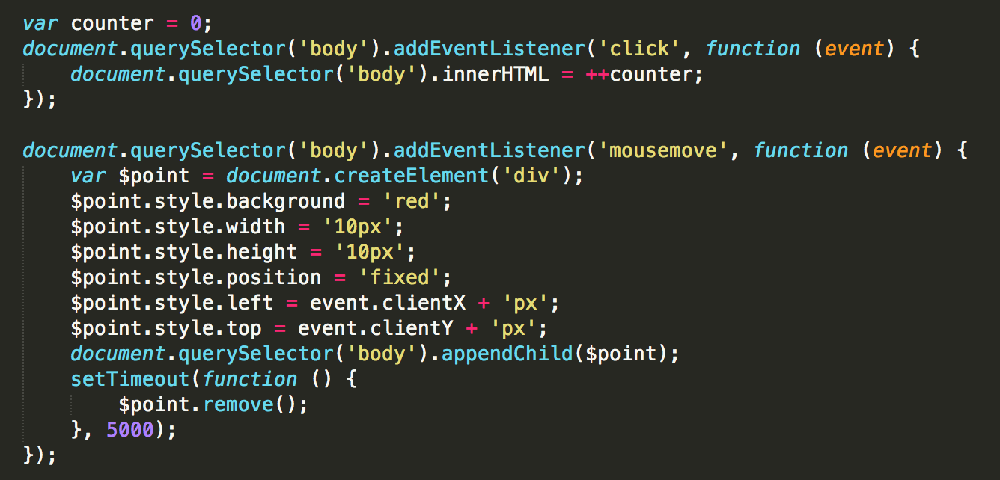 var counter = 0;
document.querySelector('body').addEventListener('click', function (event) {
    document.querySelector('body').innerHTML = ++counter;
});

document.querySelector('body').addEventListener('mousemove', function (event) {
    var $point = document.createElement('div');
    $point.style.background = 'red';
    $point.style.width = '10px';
    $point.style.height = '10px';
    $point.style.position = 'fixed';
    $point.style.left = event.clientX + 'px';
    $point.style.top = event.clientY + 'px';
    document.querySelector('body').appendChild($point);
    setTimeout(function () {
        $point.remove();
    }, 5000);
});